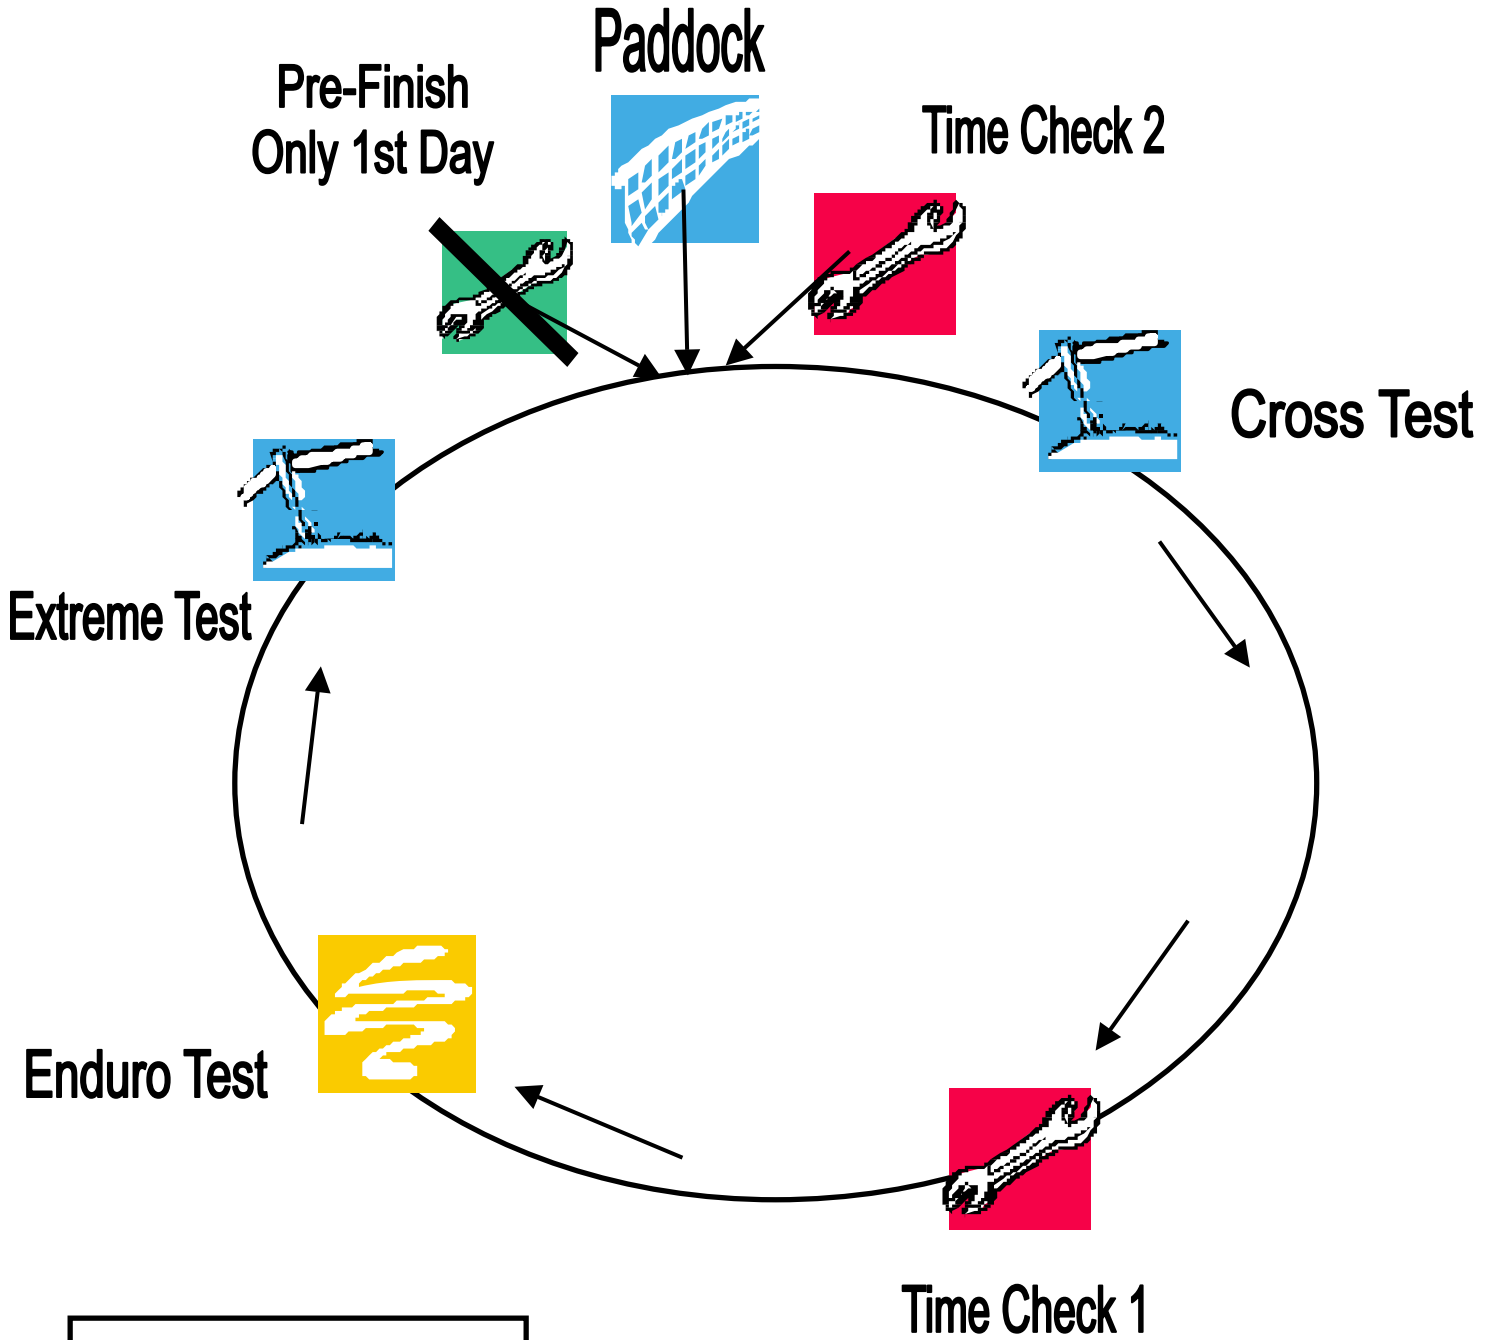 Paddock
Pre-Finish
Only 1st Day
Time Check 2
Cross Test
Extreme Test
Enduro Test
Time Check 1